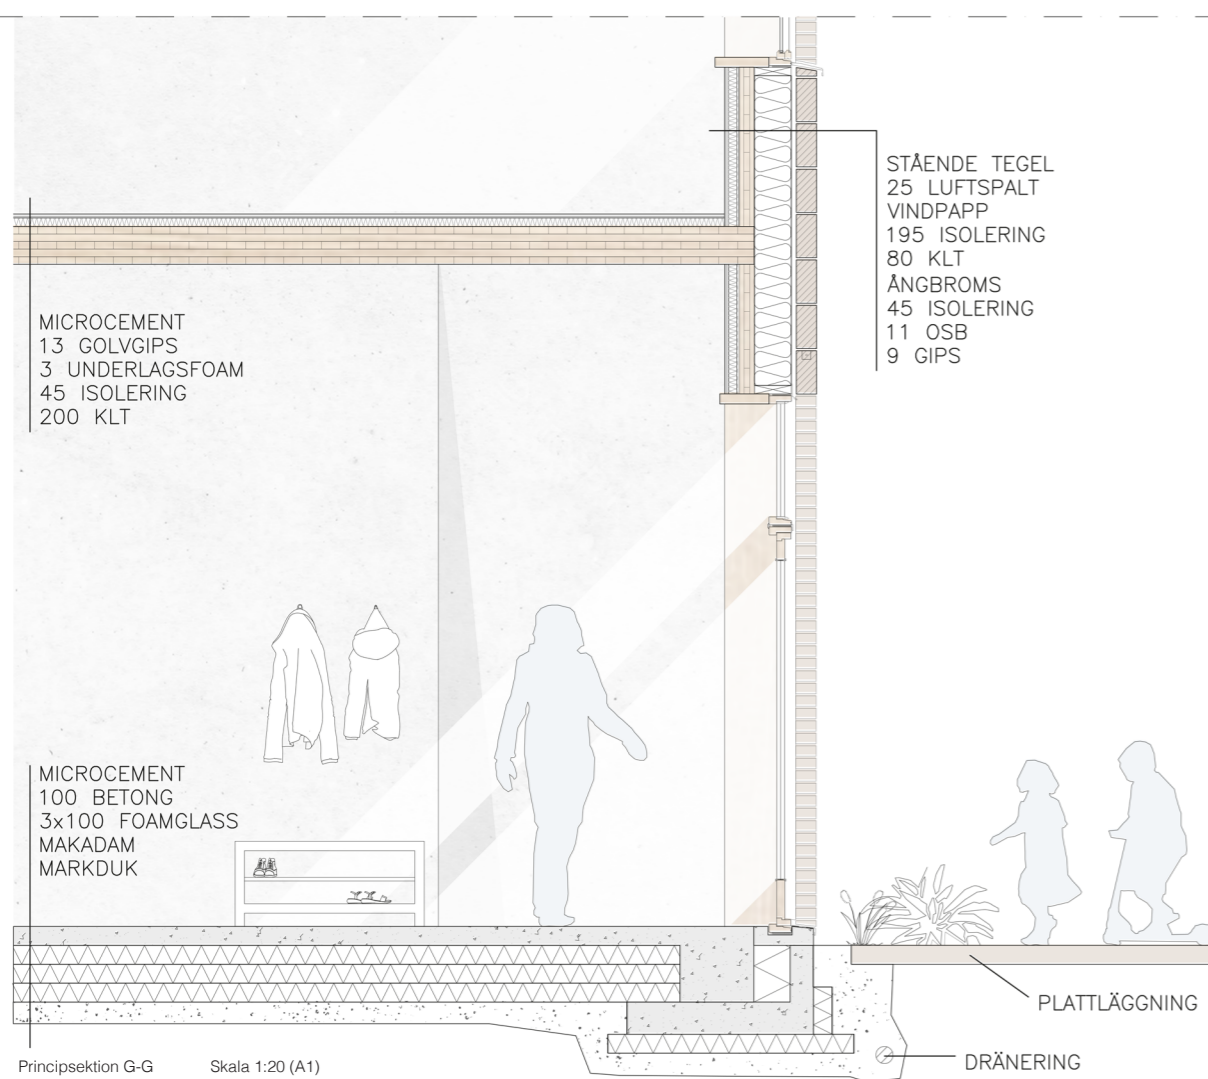 STÅENDE TEGEL
25 LUFTSPALT
VINDPAPP
195 ISOLERING
80 KLT
ÅNGBROMS
45 ISOLERING
11 OSB
9 GIPS
MICROCEMENT
13 GOLVGIPS
3 UNDERLAGSFOAM
45 ISOLERING
200 KLT
MICROCEMENT
100 BETONG
3x100 FOAMGLASS
MAKADAM
MARKDUK
PLATTLÄGGNING
DRÄNERING
Principsektion G-G Skala 1:20 (A1)